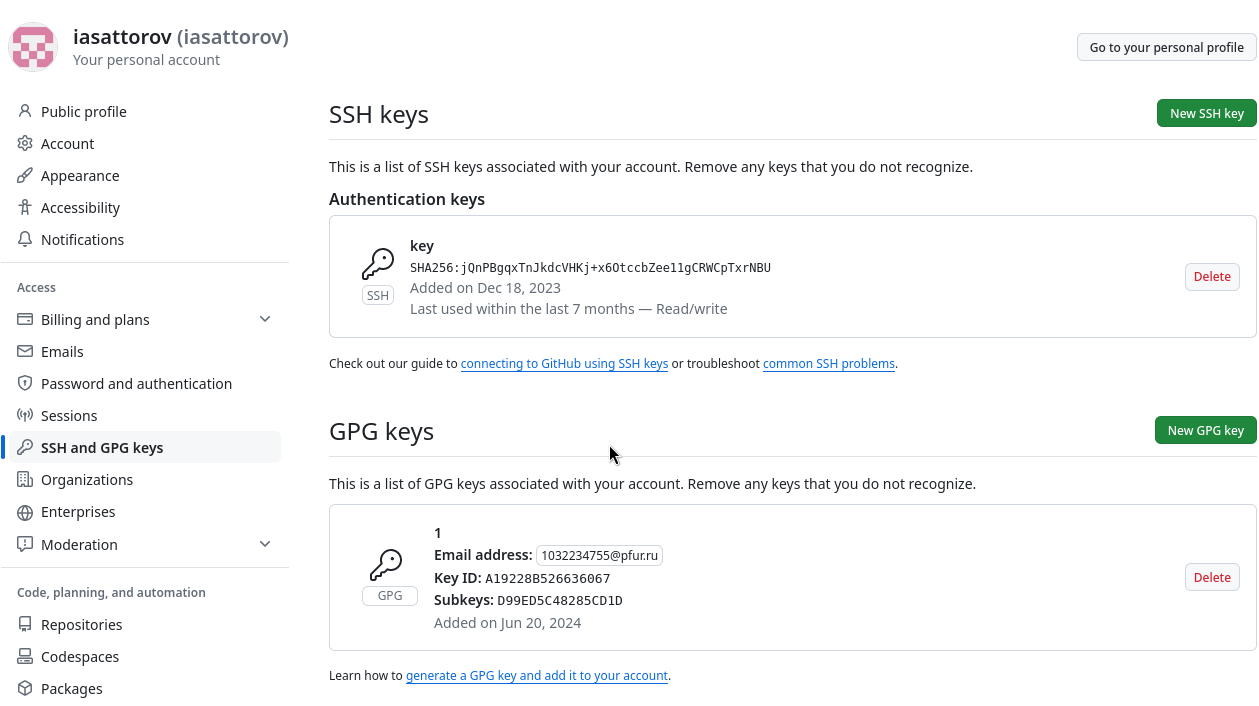 iasattorov (iasattorov)
Your personal account
Go to your personal profile
Public profile
Account
Appearance
Accessibility
Notifications
Access
Billing and plans
Emails
Password and authentication
Sessions
SSH and GPG keys
Organizations
Enterprises
Moderation
Code, planning, and automation
Repositories
Codespaces
Packages
SSH keys
New SSH key
This is a list of SSH keys associated with your account. Remove any keys that you do not recognize.
Authentication keys
key
SHA256:jQnPBgqxTnJkdcVHKj+x6OtccbZee11gCRWCpTxrNBU
Added on Dec 18, 2023
Last used within the last 7 months — Read/write
SSH
Delete
Check out our guide to connecting to GitHub using SSH keys or troubleshoot common SSH problems.
GPG keys
New GPG key
This is a list of GPG keys associated with your account. Remove any keys that you do not recognize.
1
Email address: 1032234755@pfur.ru
Key ID: A19228B526636067
Subkeys: D99ED5C48285CD1D
Added on Jun 20, 2024
GPG
Delete
Learn how to generate a GPG key and add it to your account.